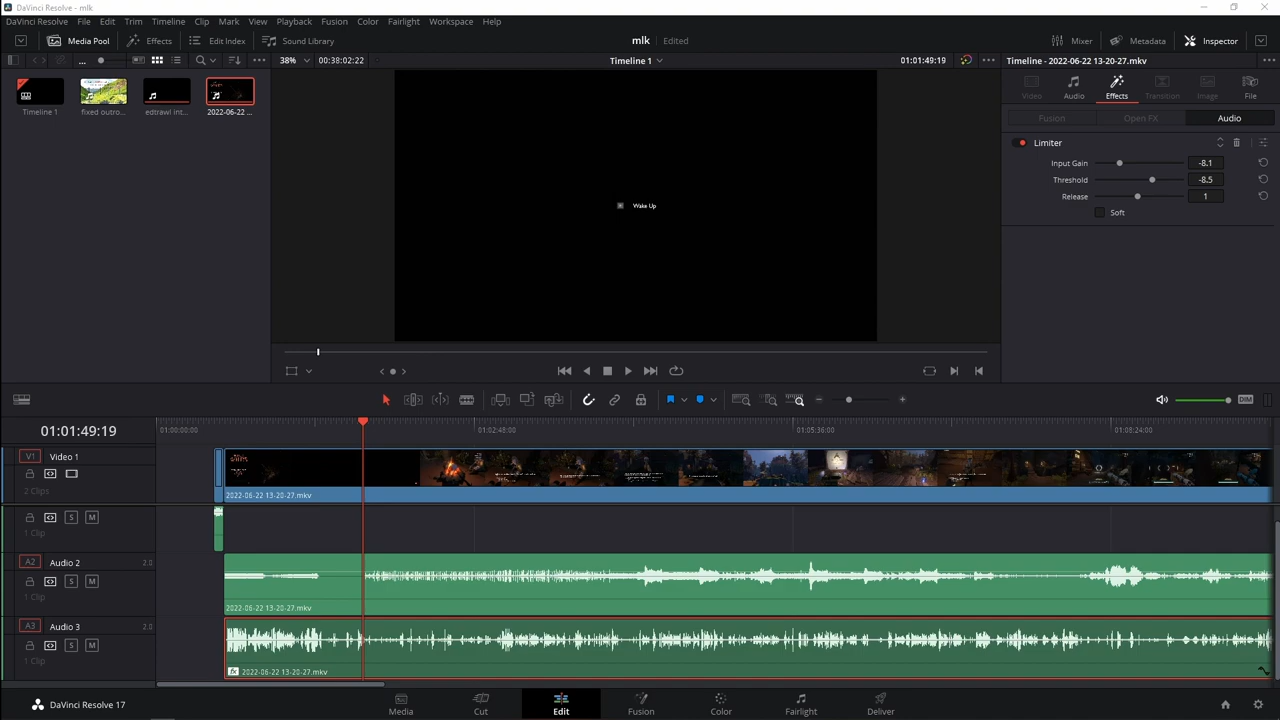 DaVinci Resolve - mlk
DaVinci Resolve File Edit Trim Timeline Clip Mark View Playback Fusion Color Fairlight Workspace Help
Media Pool Effects Edit Index Sound Library mlk Edited Mixer Metadata Inspector
38% 00:38:02:22 Timeline 1 01:01:49:19 Timeline - 2022-06-22 13-20-27.mkv
Timeline 1 fixed outro... edtrawi int... 2022-06-22 ...
Video Audio Effects Transition Image File
Fusion Open FX Audio
Limiter
Input Gain -8.1
Threshold -8.5
Release 1
Soft
Wake Up
DIM
01:01:49:19 01:00:00:00 01:02:48:00 01:05:36:00 01:08:24:00
V1 Video 1
2 Clips
2022-06-22 13-20-27.mkv
S M
1 Clip
A2 Audio 2 2.0
S M
1 Clip
2022-06-22 13-20-27.mkv
A3 Audio 3 2.0
S M
1 Clip
fx 2022-06-22 13-20-27.mkv
DaVinci Resolve 17
Media Cut Edit Fusion Color Fairlight Deliver